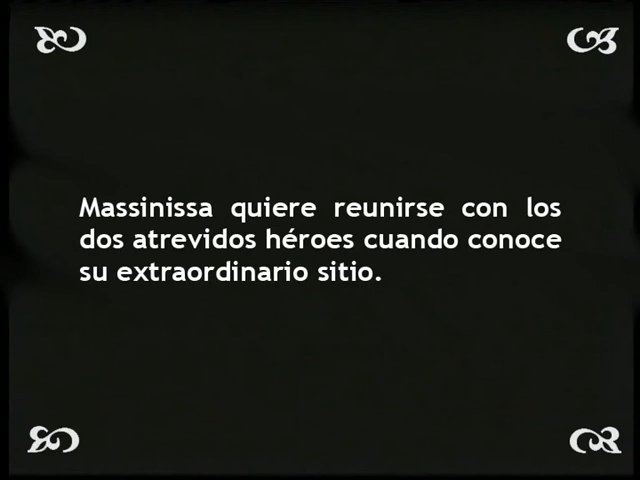 Massinissa quiere reunirse con los
dos atrevidos héroes cuando conoce
su extraordinario sitio.